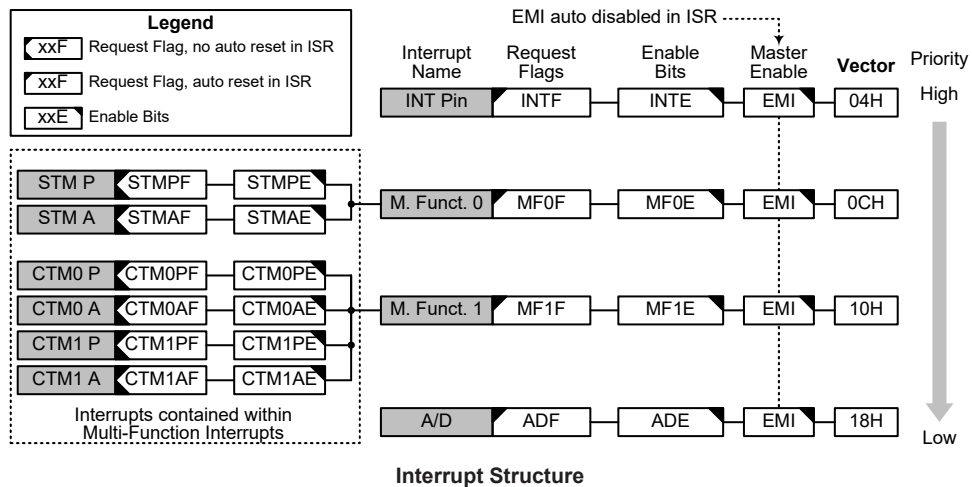 Legend
xxF Request Flag, no auto reset in ISR
xxF Request Flag, auto reset in ISR
xxE Enable Bits
EMI auto disabled in ISR
Interrupt Name
Request Flags
Enable Bits
Master Enable
Vector
Priority
High
INT Pin INTF INTE EMI 04H
STM P STMPF STMPE
STM A STMAF STMAE
M. Funct. 0 MF0F MF0E EMI 0CH
CTM0 P CTM0PF CTM0PE
CTM0 A CTM0AF CTM0AE
CTM1 P CTM1PF CTM1PE
CTM1 A CTM1AF CTM1AE
M. Funct. 1 MF1F MF1E EMI 10H
Interrupts contained within
Multi-Function Interrupts
A/D ADF ADE EMI 18H
Low
Interrupt Structure